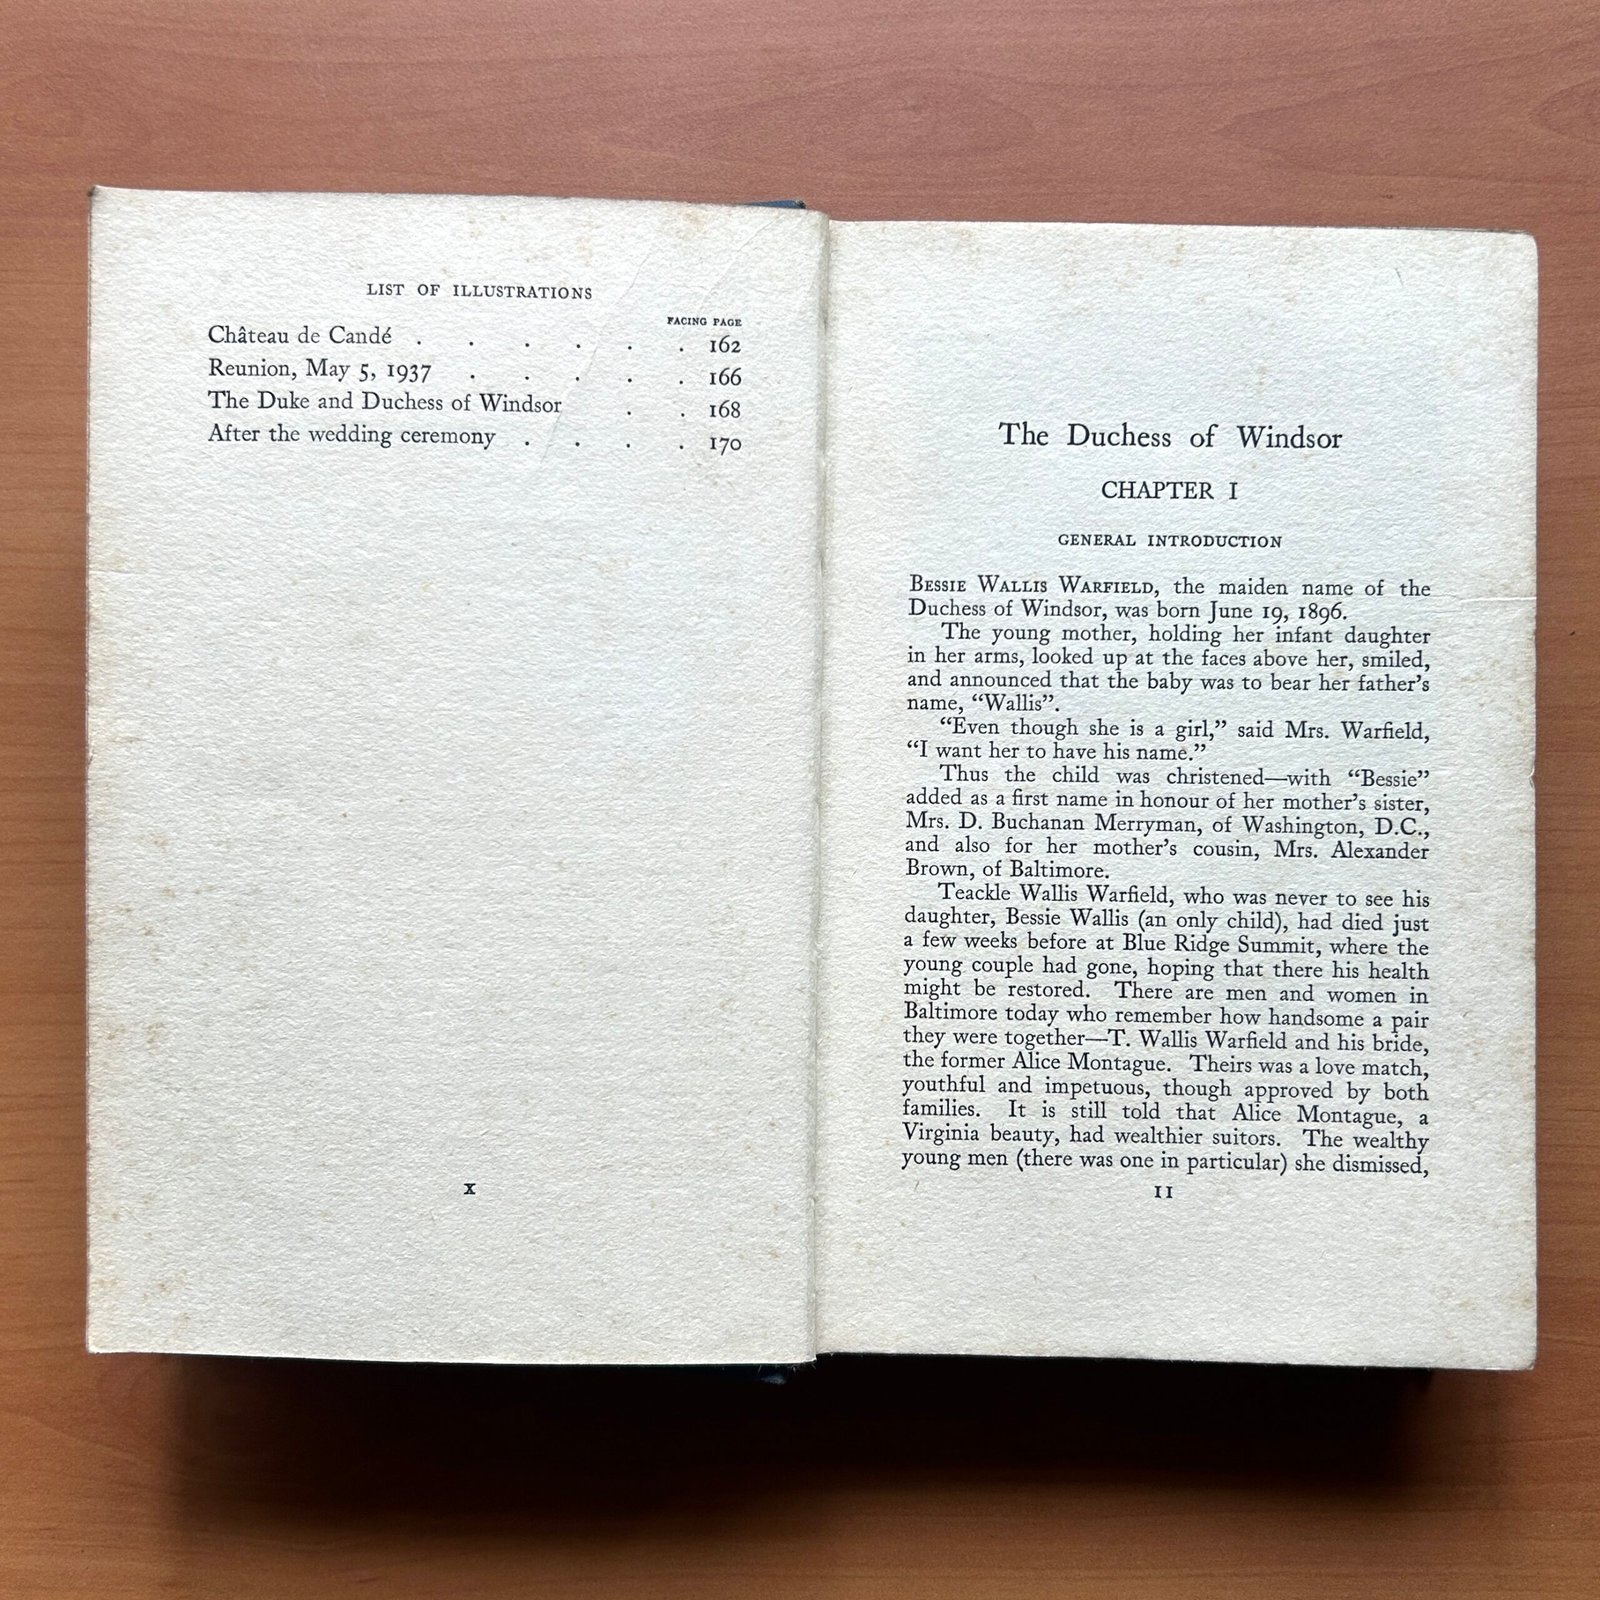 LIST OF ILLUSTRATIONS
FACING PAGE
Château de Candé . . . . . . 162
Reunion, May 5, 1937 . . . . . 166
The Duke and Duchess of Windsor . . 168
After the wedding ceremony . . . . 170
x
The Duchess of Windsor
CHAPTER I
GENERAL INTRODUCTION
BESSIE WALLIS WARFIELD, the maiden name of the
Duchess of Windsor, was born June 19, 1896.
The young mother, holding her infant daughter
in her arms, looked up at the faces above her, smiled,
and announced that the baby was to bear her father's
name, “Wallis”.
“Even though she is a girl,” said Mrs. Warfield,
“I want her to have his name.”
Thus the child was christened—with “Bessie”
added as a first name in honour of her mother's sister,
Mrs. D. Buchanan Merryman, of Washington, D.C.,
and also for her mother's cousin, Mrs. Alexander
Brown, of Baltimore.
Teackle Wallis Warfield, who was never to see his
daughter, Bessie Wallis (an only child), had died just
a few weeks before at Blue Ridge Summit, where the
young couple had gone, hoping that there his health
might be restored. There are men and women in
Baltimore today who remember how handsome a pair
they were together—T. Wallis Warfield and his bride,
the former Alice Montague. Theirs was a love match,
youthful and impetuous, though approved by both
families. It is still told that Alice Montague, a
Virginia beauty, had wealthier suitors. The wealthy
young men (there was one in particular) she dismissed,
11